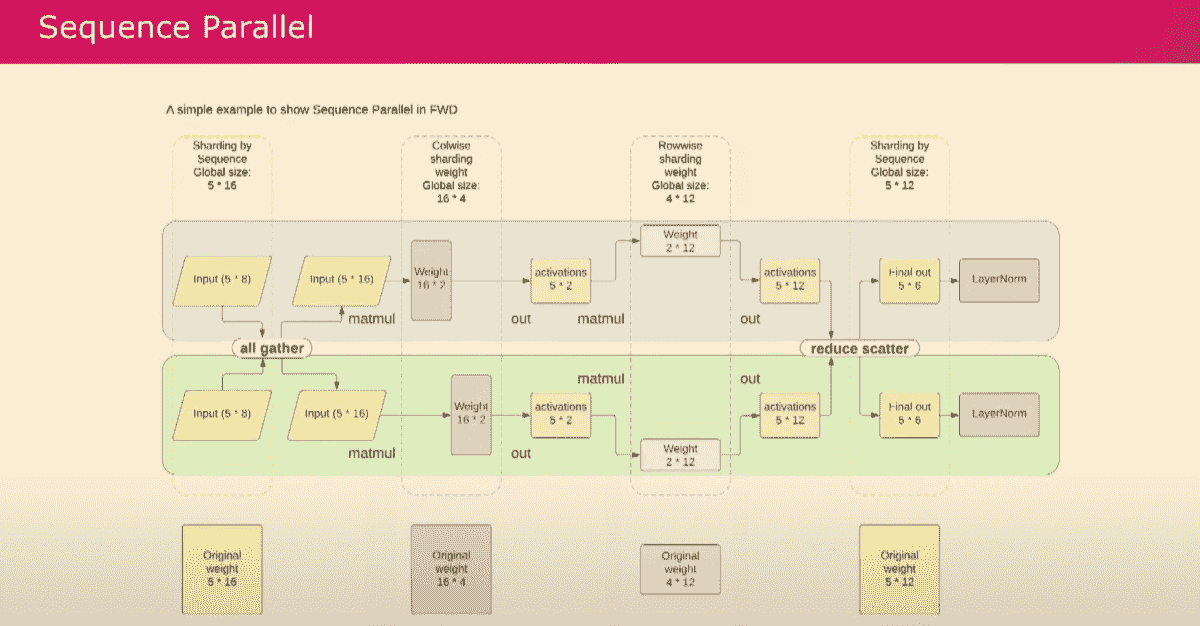 Sequence Parallel
A simple example to show Sequence Parallel in FWD
Sharding by
Sequence
Global size:
5 * 16
Colwise
sharding
weight
Global size:
16 * 4
Rowwise
sharding
weight
Global size:
4 * 12
Sharding by
Sequence
Global size:
5 * 12
Input (5 * 8)
Input (5 * 16)
matmul
Weight
16 * 2
out
activations
5 * 2
matmul
Weight
2 * 12
out
activations
5 * 12
Final out
5 * 6
LayerNorm
all gather
reduce scatter
Input (5 * 8)
Input (5 * 16)
matmul
Weight
16 * 2
out
activations
5 * 2
matmul
Weight
2 * 12
out
activations
5 * 12
Final out
5 * 6
LayerNorm
Original
weight
5 * 16
Original
weight
16 * 4
Original
weight
4 * 12
Original
weight
5 * 12